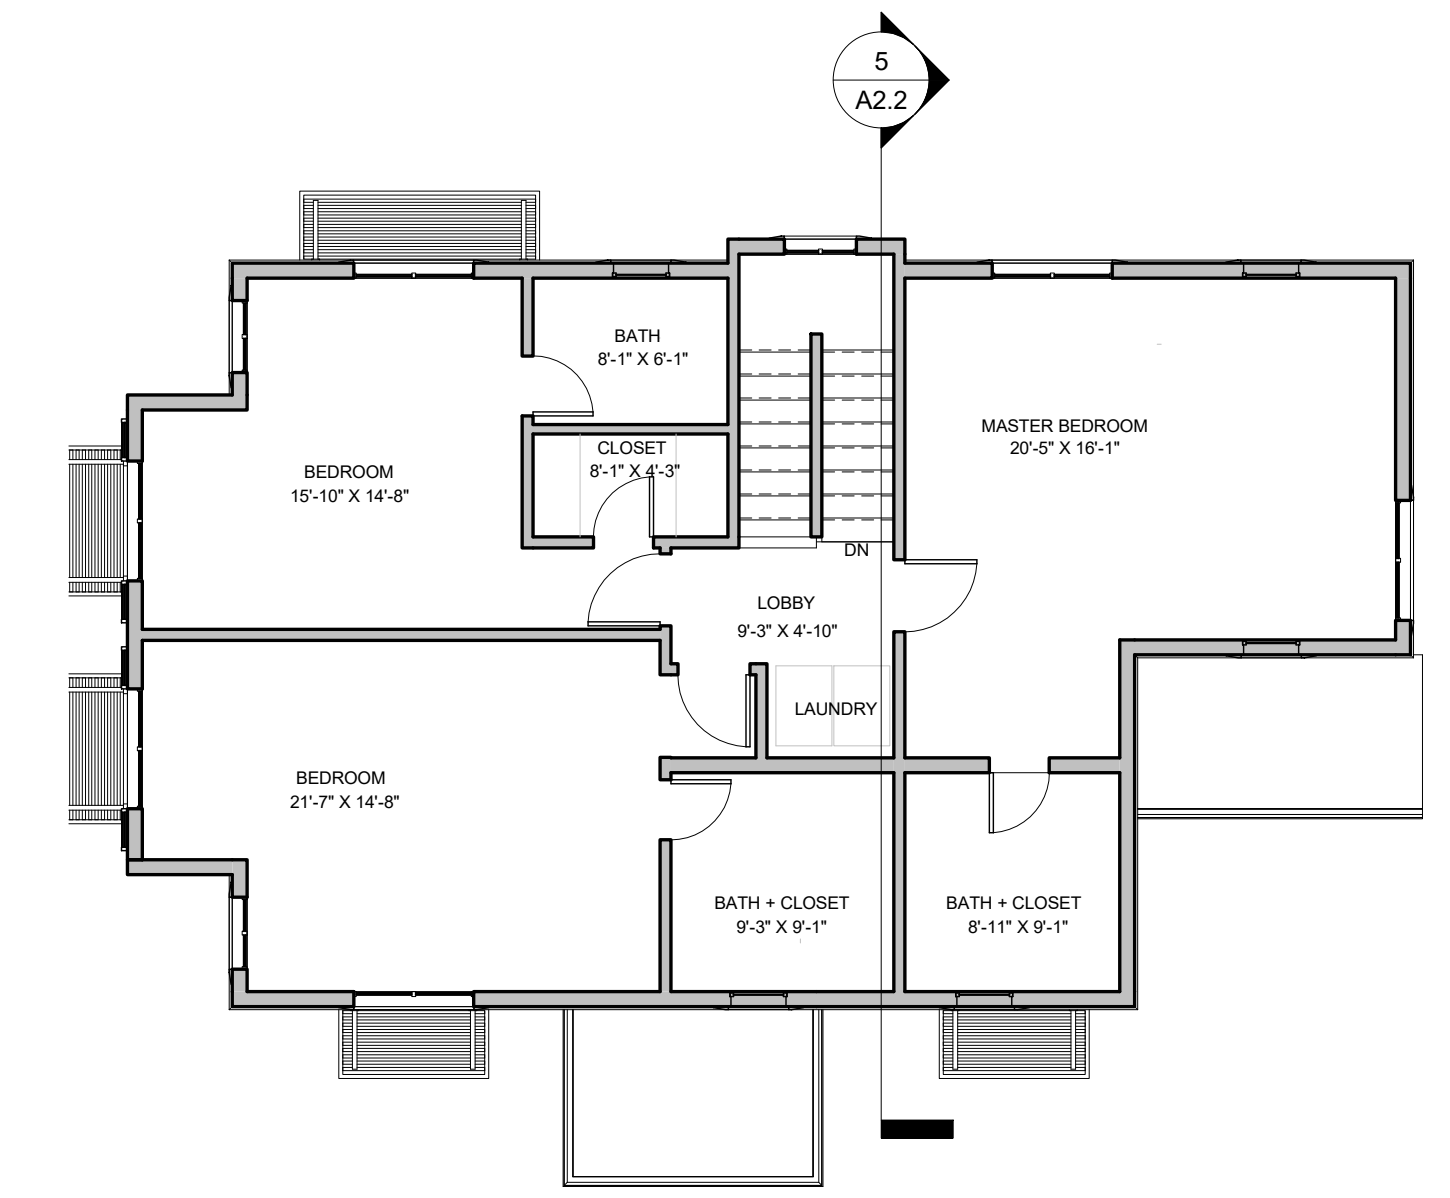 5
A2.2
BATH
8'-1" X 6'-1"
CLOSET
8'-1" X 4'-3"
BEDROOM
15'-10" X 14'-8"
MASTER BEDROOM
20'-5" X 16'-1"
DN
LOBBY
9'-3" X 4'-10"
LAUNDRY
BEDROOM
21'-7" X 14'-8"
BATH + CLOSET
9'-3" X 9'-1"
BATH + CLOSET
8'-11" X 9'-1"